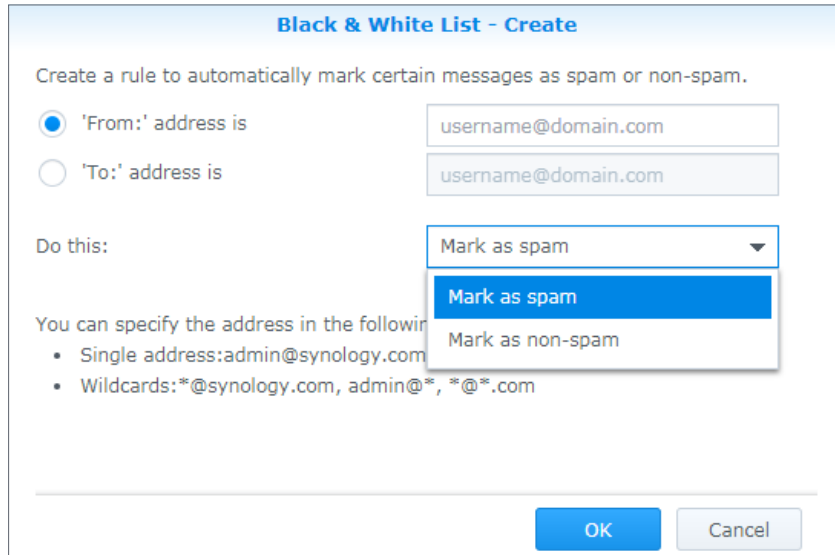 Black & White List - Create
Create a rule to automatically mark certain messages as spam or non-spam.
'From:' address is username@domain.com
'To:' address is username@domain.com
Do this: Mark as spam
Mark as spam
Mark as non-spam
You can specify the address in the
• Single address:admin@synology.com
• Wildcards:*@synology.com, admin@*, *@*.com
OK Cancel